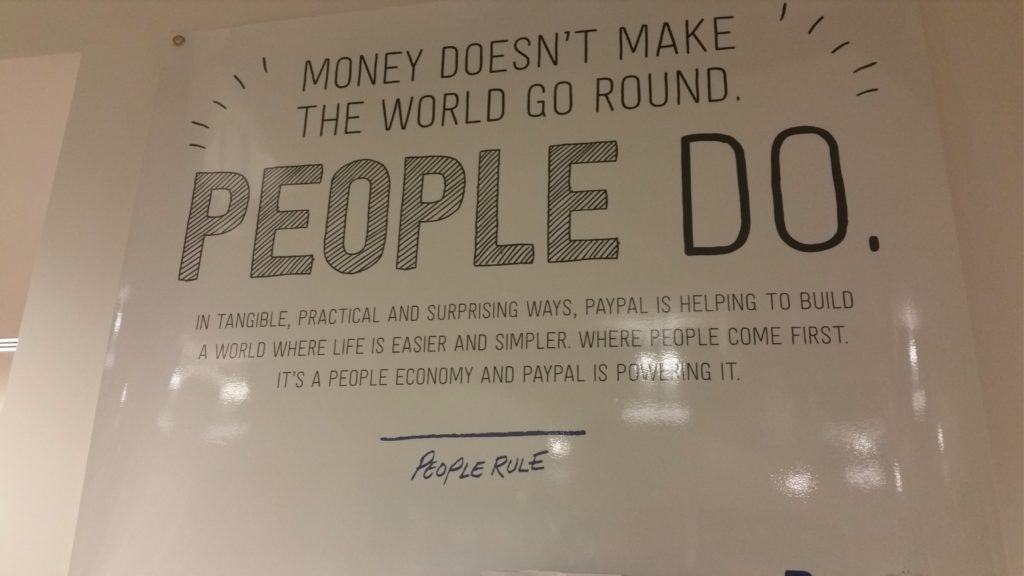 MONEY DOESN'T MAKE
THE WORLD GO ROUND.
PEOPLE DO.
IN TANGIBLE, PRACTICAL AND SURPRISING WAYS, PAYPAL IS HELPING TO BUILD
A WORLD WHERE LIFE IS EASIER AND SIMPLER. WHERE PEOPLE COME FIRST.
IT'S A PEOPLE ECONOMY AND PAYPAL IS POWERING IT.
PEOPLE RULE